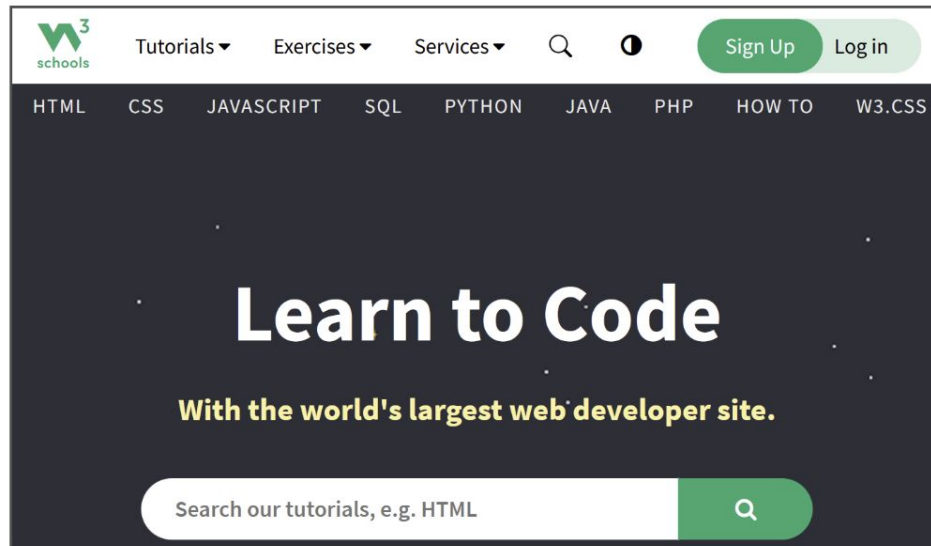 W3
schools
Tutorials Exercises Services Sign Up Log in
HTML CSS JAVASCRIPT SQL PYTHON JAVA PHP HOW TO W3.CSS
Learn to Code
With the world's largest web developer site.
Search our tutorials, e.g. HTML